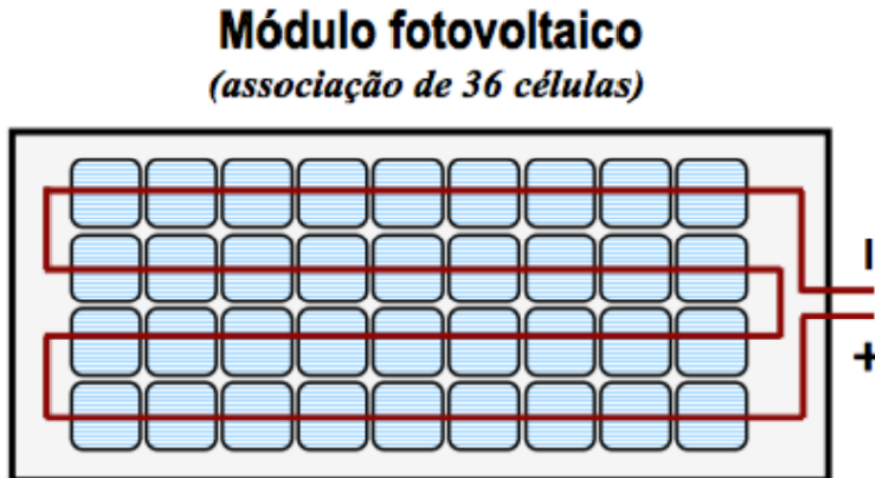 Módulo fotovoltaico
(associação de 36 células)
-
+